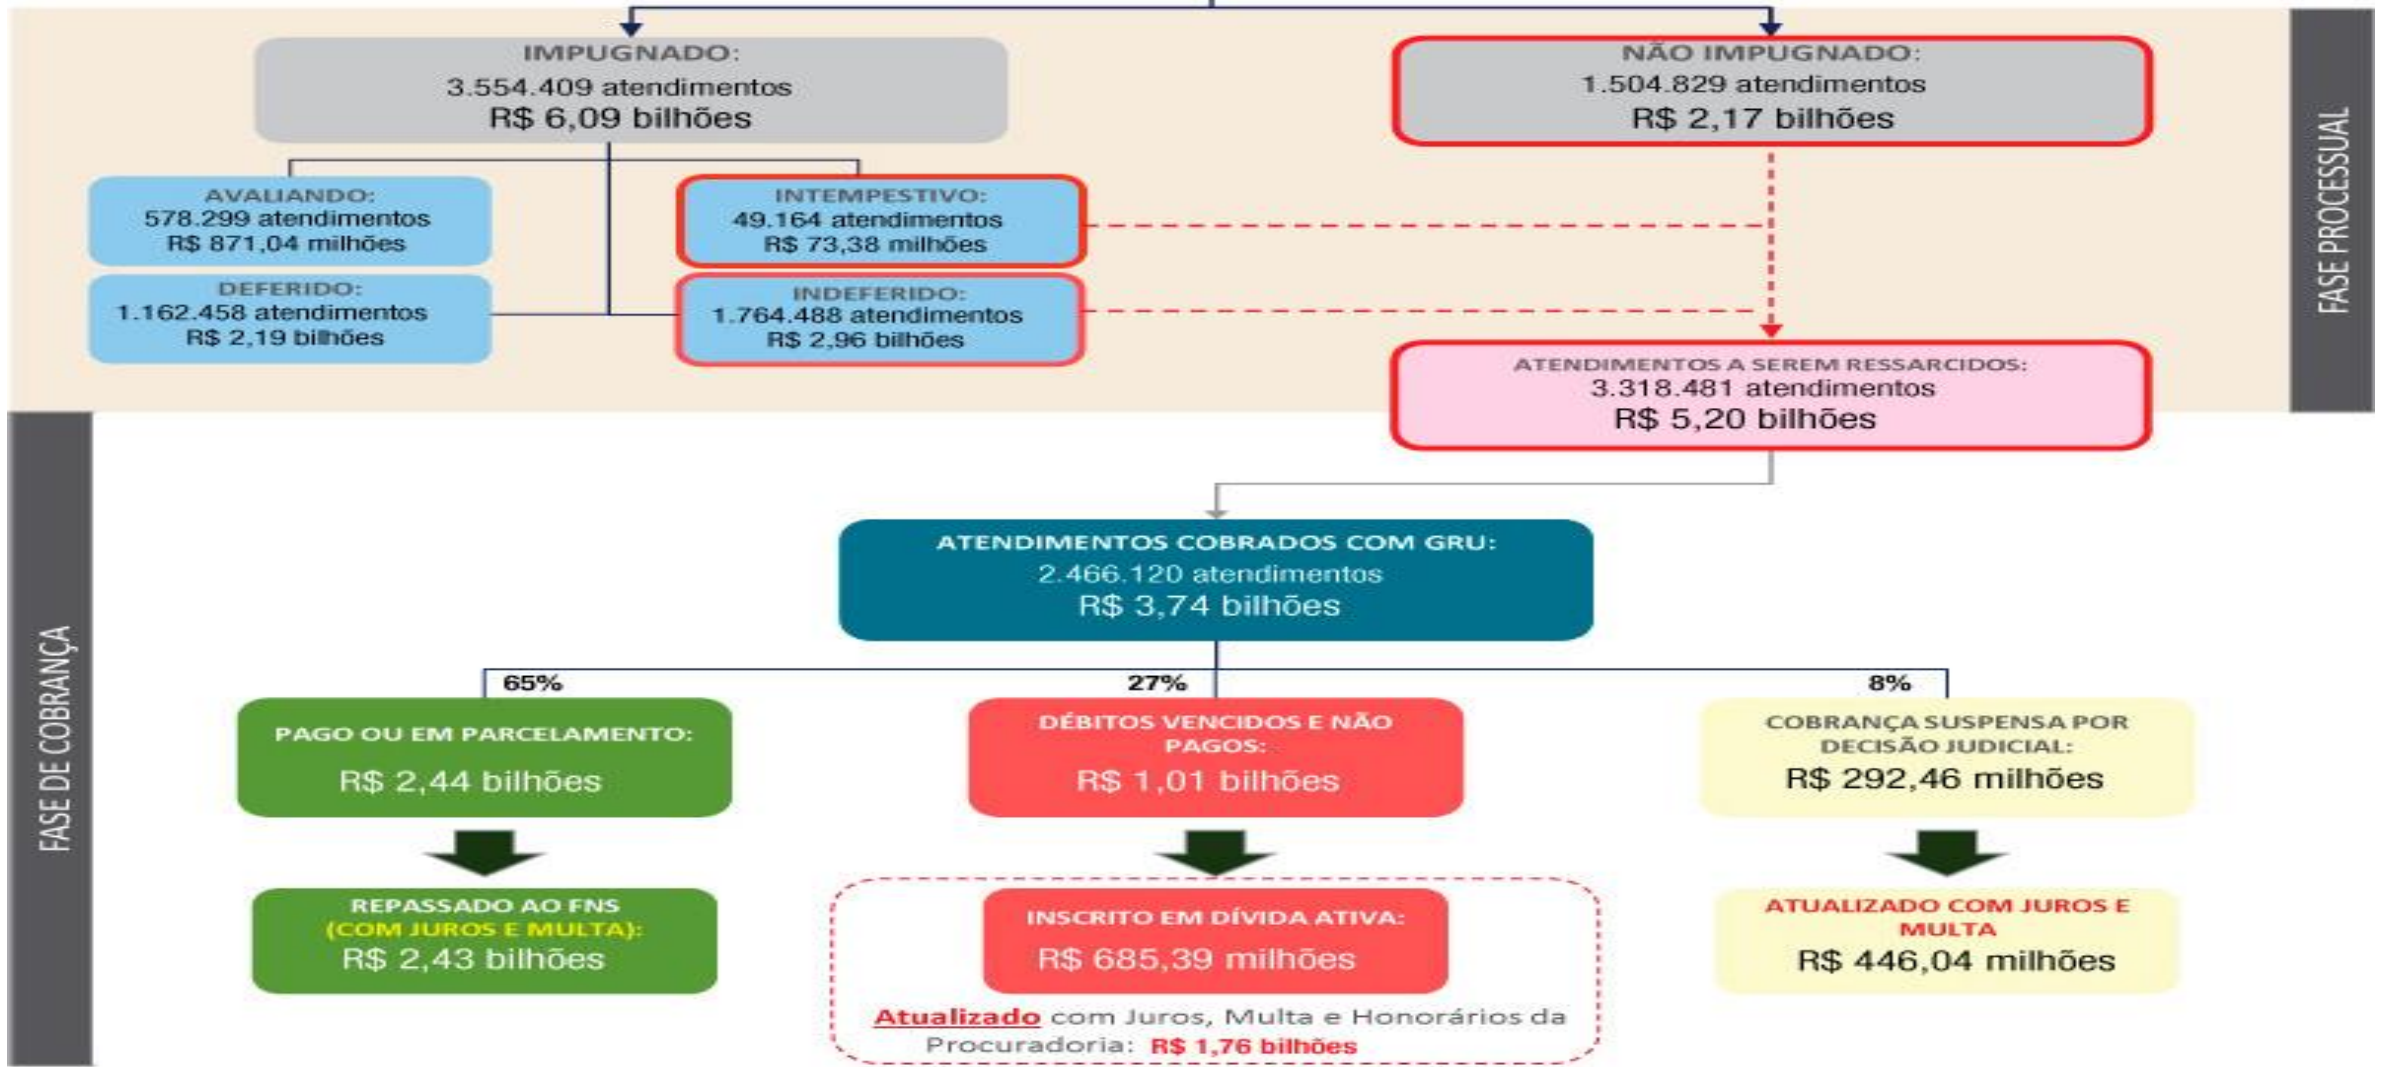 IMPUGNADO:
3.554.409 atendimentos
R$ 6,09 bilhões
NÃO IMPUGNADO:
1.504.829 atendimentos
R$ 2,17 bilhões
FASE PROCESSUAL
AVALIANDO:
578.299 atendimentos
R$ 871,04 milhões
INTEMPESTIVO:
49.164 atendimentos
R$ 73,38 milhões
DEFERIDO:
1.162.458 atendimentos
R$ 2,19 bilhões
INDEFERIDO:
1.764.488 atendimentos
R$ 2,96 bilhões
ATENDIMENTOS A SEREM RESSARCIDOS:
3.318.481 atendimentos
R$ 5,20 bilhões
FASE DE COBRANÇA
ATENDIMENTOS COBRADOS COM GRU:
2.466.120 atendimentos
R$ 3,74 bilhões
65%
27%
8%
PAGO OU EM PARCELAMENTO:
R$ 2,44 bilhões
DÉBITOS VENCIDOS E NÃO
PAGOS:
R$ 1,01 bilhões
COBRANÇA SUSPENSA POR
DECISÃO JUDICIAL:
R$ 292,46 milhões
REPASSADO AO FNS
(COM JUROS E MULTA):
R$ 2,43 bilhões
INSCRITO EM DÍVIDA ATIVA:
R$ 685,39 milhões
Atualizado com Juros, Multa e Honorários da
Procuradoria: R$ 1,76 bilhões
ATUALIZADO COM JUROS E
MULTA
R$ 446,04 milhões